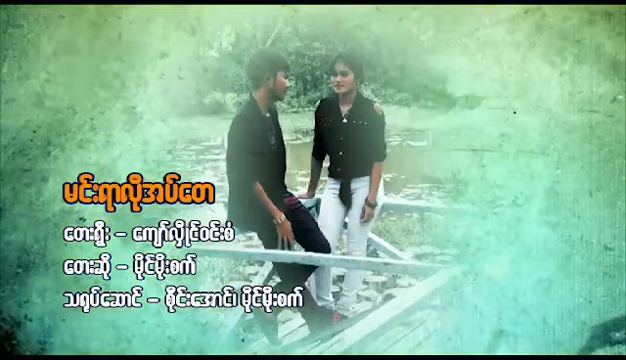 မင်းရာလိုအပ်တေ
တေးရှီး – ကျော်လှိုင်ဝင်းစံ
တေးဆို – မိုင်မိုးစက်
သရုပ်ဆောင် – စိုင်းအောင်၊ မိုင်မိုးစက်